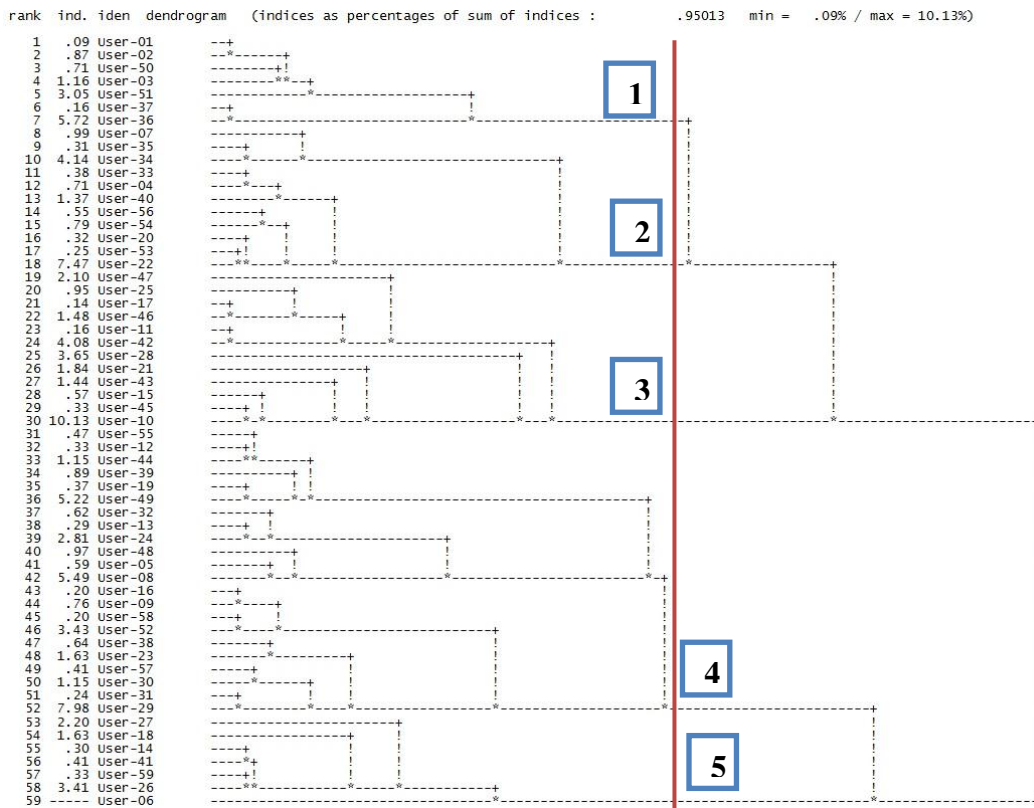 rank ind. iden dendrogram (indices as percentages of sum of indices : .95013 min = .09% / max = 10.13%)
1 .09 User-01
2 .87 User-02
3 .71 User-50
4 1.16 User-03
5 3.05 User-51
1
6 .16 User-37
7 5.72 User-36
8 .99 User-07
9 .31 User-35
10 4.14 User-34
11 .38 User-33
12 .71 User-04
13 1.37 User-40
14 .55 User-56
15 .79 User-54
2
16 .32 User-20
17 .25 User-53
18 7.47 User-22
19 2.10 User-47
20 .95 User-25
21 .14 User-17
22 1.48 User-46
23 .16 User-11
24 4.08 User-42
25 3.65 User-28
26 1.84 User-21
27 1.44 User-43
3
28 .57 User-15
29 .33 User-45
30 10.13 User-10
31 .47 User-55
32 .33 User-12
33 1.15 User-44
34 .89 User-39
35 .37 User-19
36 5.22 User-49
37 .62 User-32
38 .29 User-13
39 2.81 User-24
40 .97 User-48
41 .59 User-05
42 5.49 User-08
43 .20 User-16
44 .76 User-09
45 .20 User-58
46 3.43 User-52
47 .64 User-38
48 1.63 User-23
49 .41 User-57
4
50 1.15 User-30
51 .24 User-31
52 7.98 User-29
53 2.20 User-27
54 1.63 User-18
55 .30 User-14
56 .41 User-41
5
57 .33 User-59
58 3.41 User-26
59 ----- User-06